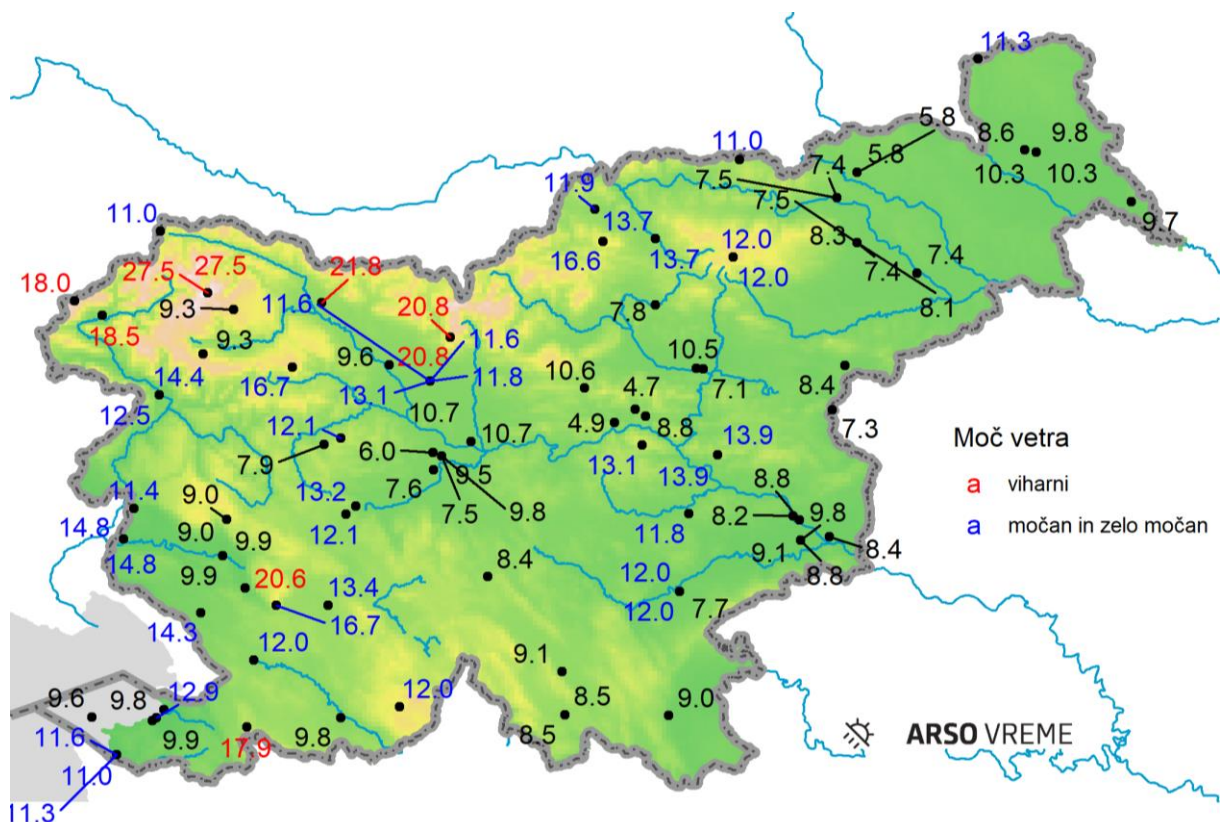 11.3
5.8
8.6 9.8
11.0 7.4 5.8
10.3 10.3
11.9 7.5
13.7 7.5 9.7
11.0 12.0
16.6 13.7 8.3
27.5 27.5 21.8 12.0 7.4 7.4
18.0 11.6
9.3 20.8 7.8 8.1
18.5 11.6
9.3 9.6 20.8 10.5
14.4 16.7 13.1 11.8 10.6 7.1 8.4
12.5 10.7 4.7
12.1 4.9 8.8 7.3
7.9 6.0 10.7 13.9
9.5 13.1 13.9
11.4 9.0 13.2 7.6 8.8
14.8 9.0 12.1 7.5 9.8 11.8 8.2 9.8
14.8 9.9 9.1 8.4
9.9 20.6 13.4 8.4 12.0 8.8
14.3 16.7 12.0 7.7
12.0
9.1
9.6 9.8 12.9 12.0 8.5 9.0
11.6 9.9 17.9 9.8 8.5
11.0
11.3
Moč vetra
a viharni
a močan in zelo močan
ARSO VREME